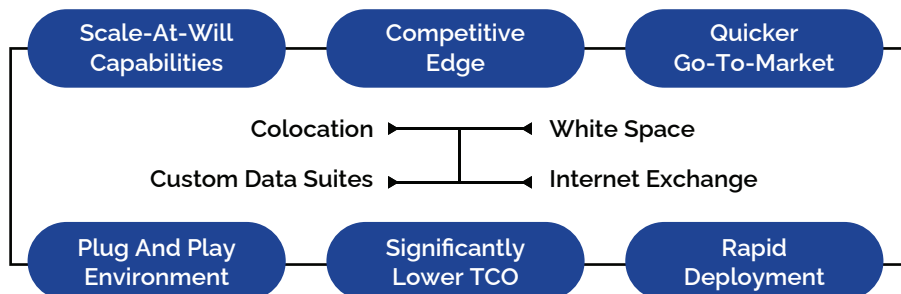 Scale-At-Will
Capabilities
Competitive
Edge
Quicker
Go-To-Market
Colocation
White Space
Custom Data Suites
Internet Exchange
Plug And Play
Environment
Significantly
Lower TCO
Rapid
Deployment